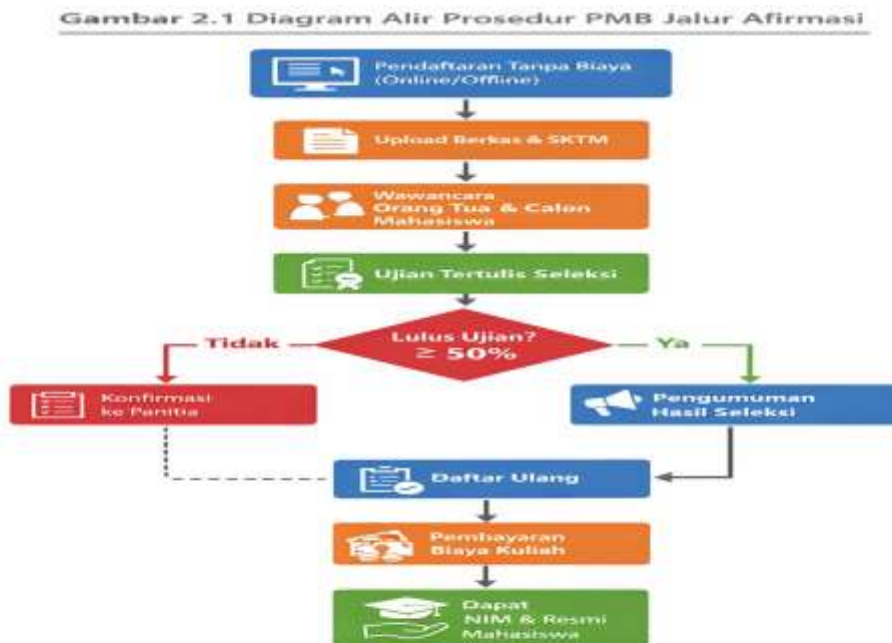 Gambar 2.1 Diagram Alir Prosedur PMB Jalur Afirmasi
Pendaftaran Tanpa Biaya
(Online/Offline)
Upload Berkas & SKTM
Wawancara
Orang Tua & Calon
Mahasiswa
Ujian Tertulis Seleksi
Lulus Ujian?
≥ 50%
Tidak
Ya
Konfirmasi
ke Panitia
Pengumuman
Hasil Seleksi
Daftar Ulang
Pembayaran
Biaya Kuliah
Dapat
NIM & Resmi
Mahasiswa